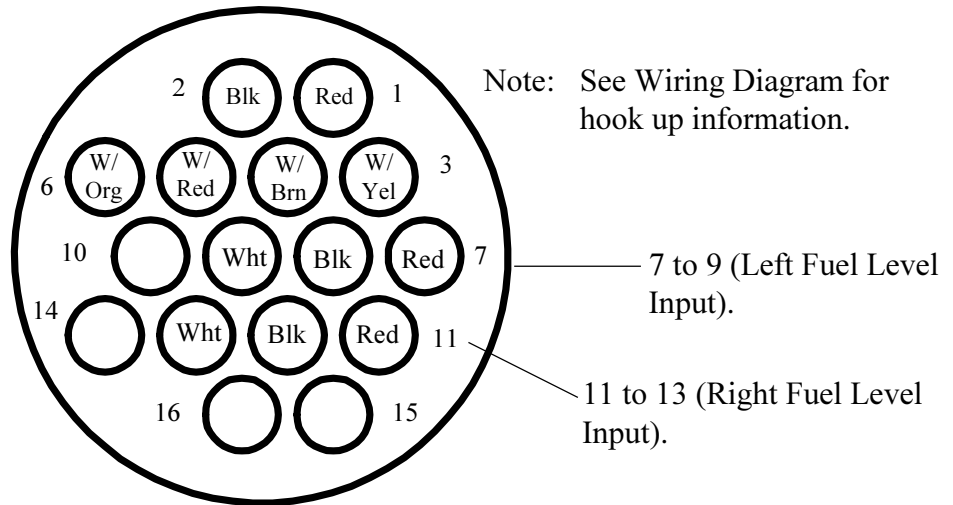 Note: See Wiring Diagram for
hook up information.
2 Blk Red 1
6 W/ Org W/ Red W/ Brn W/ Yel 3
10 Wht Blk Red 7
7 to 9 (Left Fuel Level
Input).
14 Wht Blk Red 11
11 to 13 (Right Fuel Level
Input).
16 15